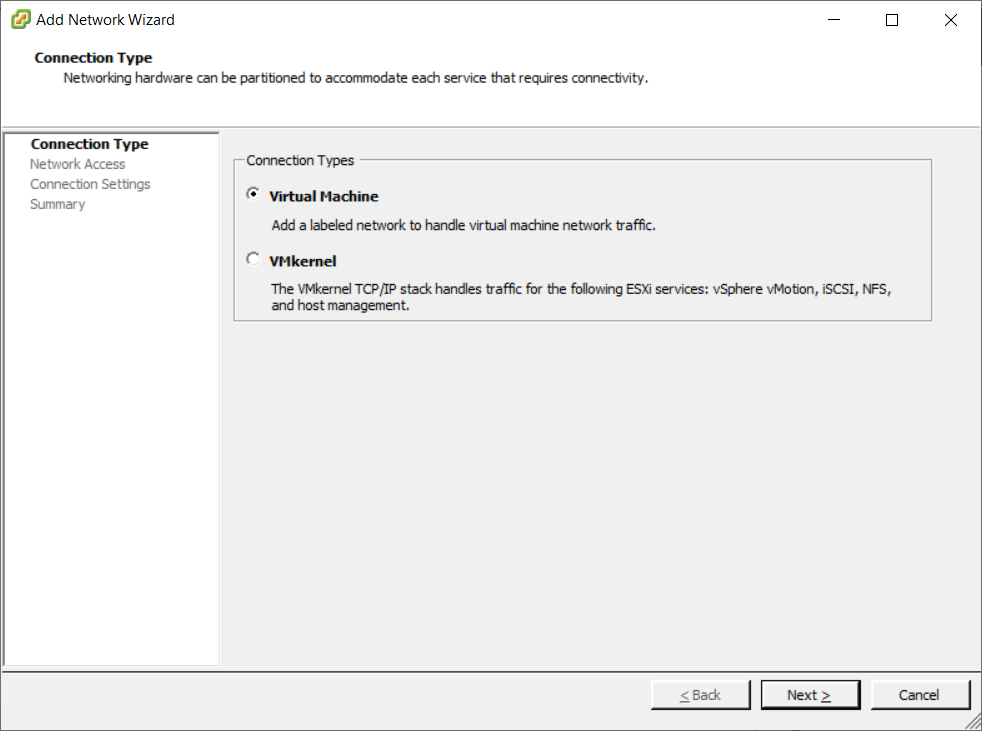 Add Network Wizard
Connection Type
Networking hardware can be partitioned to accommodate each service that requires connectivity.
Connection Type
Network Access
Connection Settings
Summary
Connection Types
Virtual Machine
Add a labeled network to handle virtual machine network traffic.
VMkernel
The VMkernel TCP/IP stack handles traffic for the following ESXi services: vSphere vMotion, iSCSI, NFS,
and host management.
< Back
Next >
Cancel